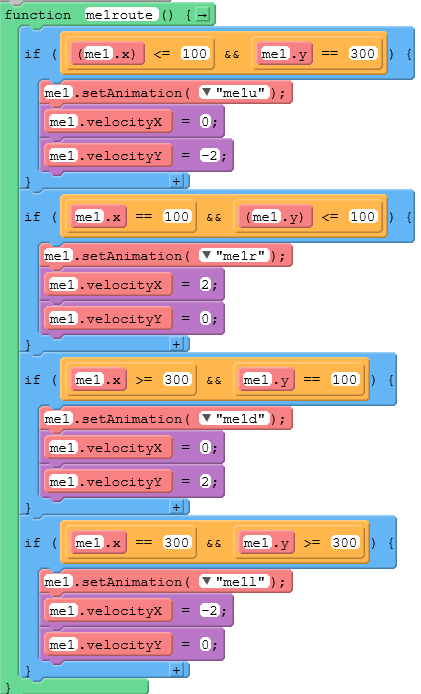 function me1route () { →
if ( (me1.x) <= 100 && me1.y == 300 ) {
me1.setAnimation( ▼ "me1u" );
me1.velocityX = 0;
me1.velocityY = -2;
} +
if ( me1.x == 100 && (me1.y) <= 100 ) {
me1.setAnimation( ▼ "me1r" );
me1.velocityX = 2;
me1.velocityY = 0;
} +
if ( me1.x >= 300 && me1.y == 100 ) {
me1.setAnimation( ▼ "me1d" );
me1.velocityX = 0;
me1.velocityY = 2;
} +
if ( me1.x == 300 && me1.y >= 300 ) {
me1.setAnimation( ▼ "me1l" );
me1.velocityX = -2;
me1.velocityY = 0;
} +
}